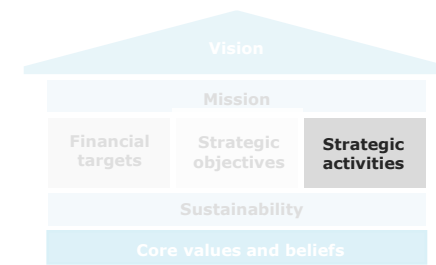 Vision
Mission
Financial
targets
Strategic
objectives
Strategic
activities
Sustainability
Core values and beliefs